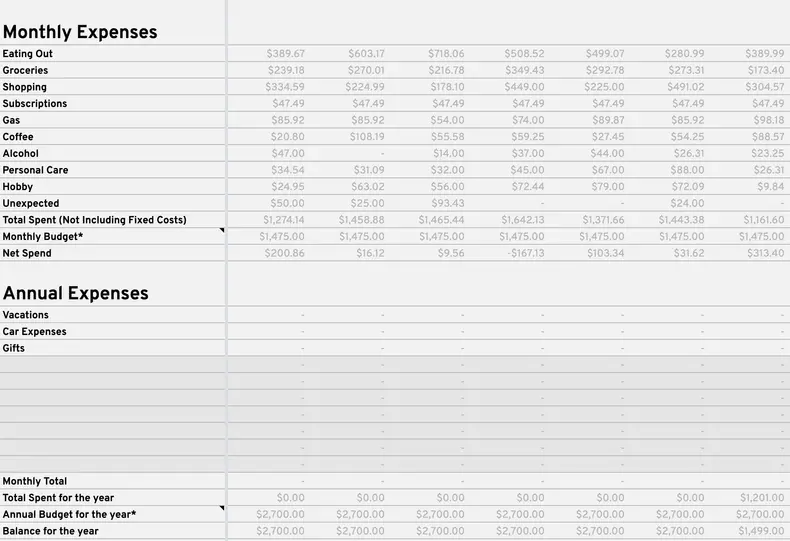 Monthly Expenses
Eating Out $389.67 $603.17 $718.06 $508.52 $499.07 $280.99 $389.99
Groceries $239.18 $270.01 $216.78 $349.43 $292.78 $273.31 $173.40
Shopping $334.59 $224.99 $178.10 $449.00 $225.00 $491.02 $304.57
Subscriptions $47.49 $47.49 $47.49 $47.49 $47.49 $47.49 $47.49
Gas $85.92 $85.92 $54.00 $74.00 $89.87 $85.92 $98.18
Coffee $20.80 $108.19 $55.58 $59.25 $27.45 $54.25 $88.57
Alcohol $47.00 - $14.00 $37.00 $44.00 $26.31 $23.25
Personal Care $34.54 $31.09 $32.00 $45.00 $67.00 $88.00 $26.31
Hobby $24.95 $63.02 $56.00 $72.44 $79.00 $72.09 $9.84
Unexpected $50.00 $25.00 $93.43 - - $24.00 -
Total Spent (Not Including Fixed Costs) $1,274.14 $1,458.88 $1,465.44 $1,642.13 $1,371.66 $1,443.38 $1,161.60
Monthly Budget* $1,475.00 $1,475.00 $1,475.00 $1,475.00 $1,475.00 $1,475.00 $1,475.00
Net Spend $200.86 $16.12 $9.56 -$167.13 $103.34 $31.62 $313.40
Annual Expenses
Vacations - - - - - - -
Car Expenses - - - - - - -
Gifts - - - - - - -
- - - - - - -
- - - - - - -
- - - - - - -
- - - - - - -
- - - - - - -
- - - - - - -
- - - - - - -
Monthly Total - - - - - - -
Total Spent for the year $0.00 $0.00 $0.00 $0.00 $0.00 $0.00 $1,201.00
Annual Budget for the year* $2,700.00 $2,700.00 $2,700.00 $2,700.00 $2,700.00 $2,700.00 $2,700.00
Balance for the year $2,700.00 $2,700.00 $2,700.00 $2,700.00 $2,700.00 $2,700.00 $1,499.00